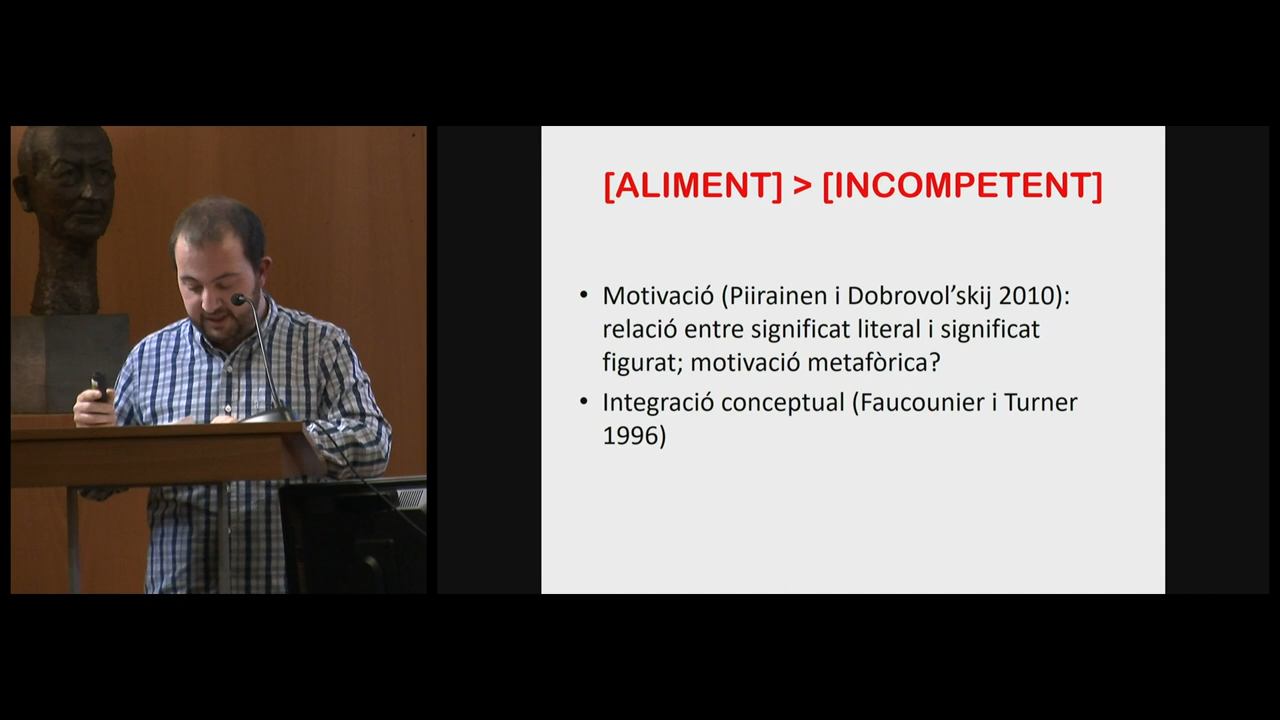 [ALIMENT] > [INCOMPETENT]
• Motivació (Piirainen i Dobrovol’skij 2010):
relació entre significat literal i significat
figurat; motivació metafòrica?
• Integració conceptual (Faucounier i Turner
1996)